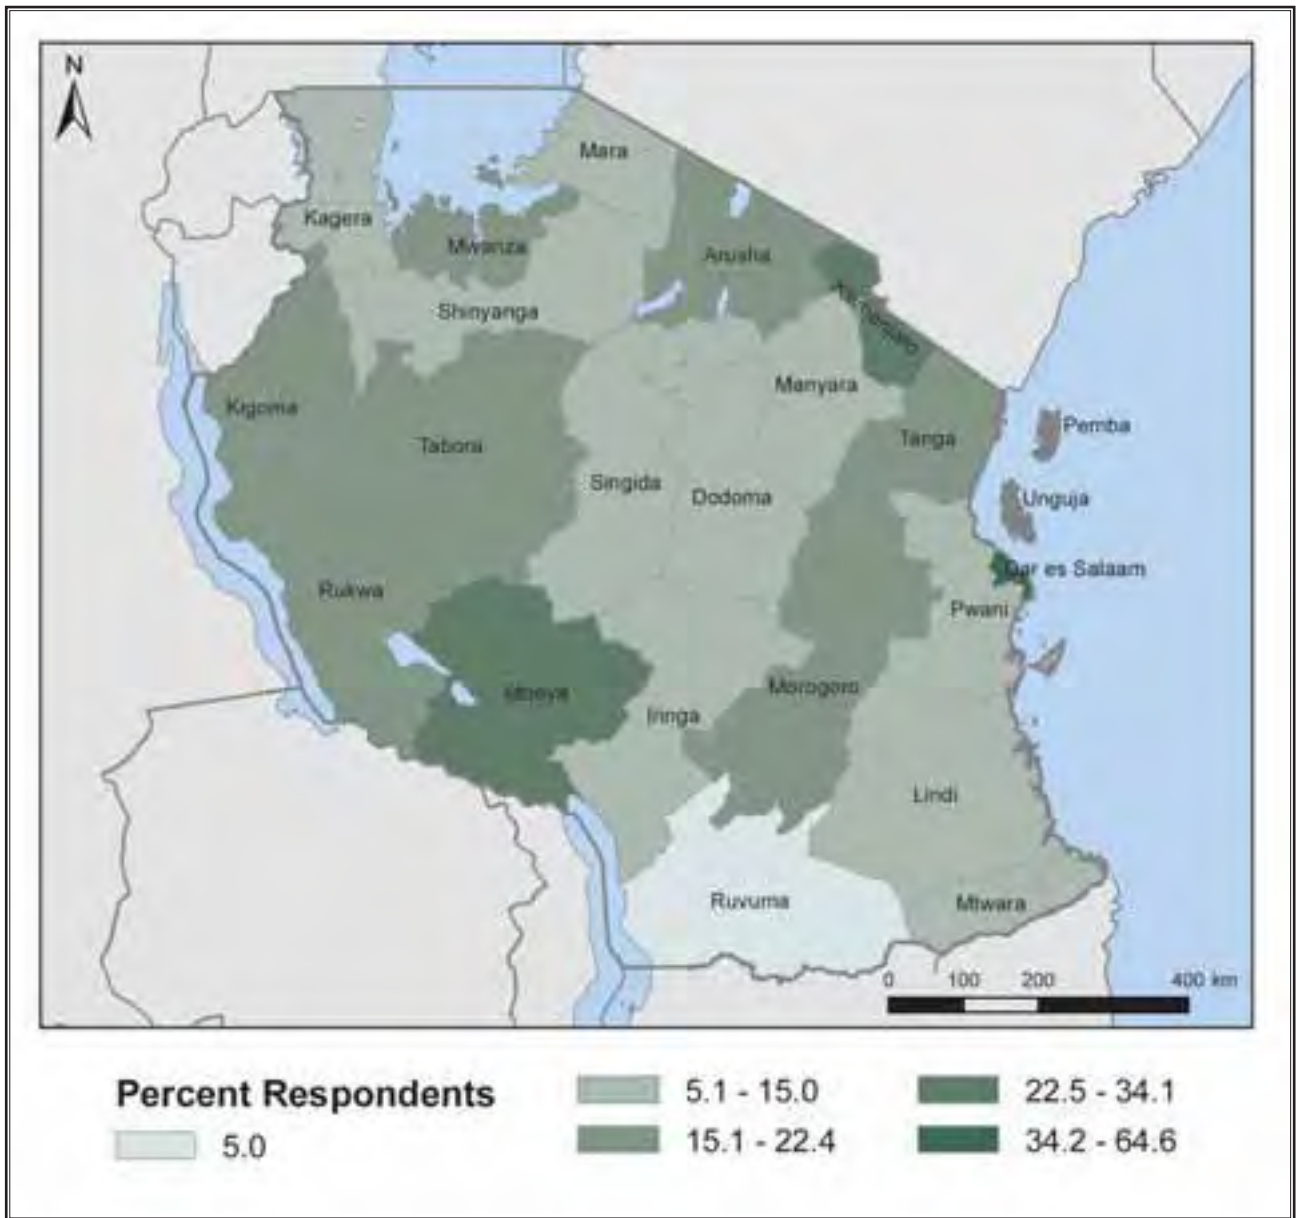 N
Mara
Kagera
Mwanza
Arusha
Kilimanjaro
Shinyanga
Manyara
Kigoma
Tabora
Tanga
Pemba
Singida
Dodoma
Unguja
Dar es Salaam
Rukwa
Pwani
Mbeya
Morogoro
Iringa
Lindi
Ruvuma
Mtwara
0 100 200 400 km
Percent Respondents
5.0
5.1 - 15.0
15.1 - 22.4
22.5 - 34.1
34.2 - 64.6